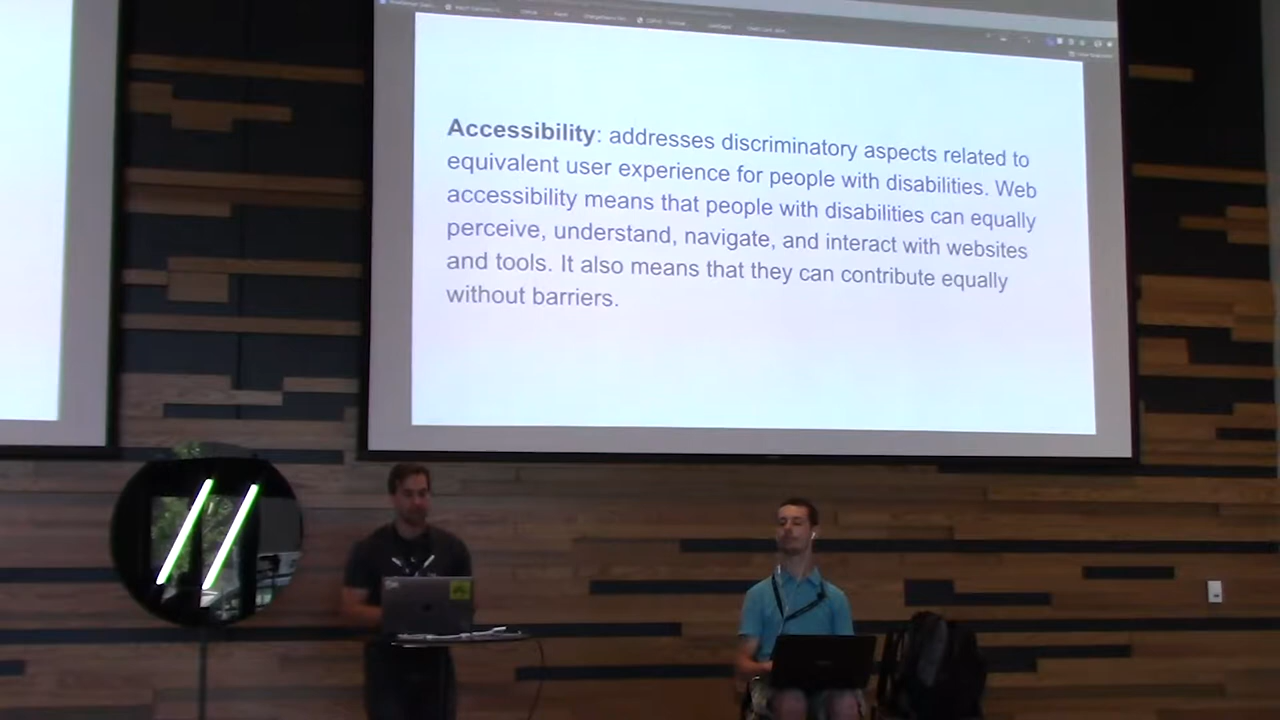 Accessibility: addresses discriminatory aspects related to
equivalent user experience for people with disabilities. Web
accessibility means that people with disabilities can equally
perceive, understand, navigate, and interact with websites
and tools. It also means that they can contribute equally
without barriers.